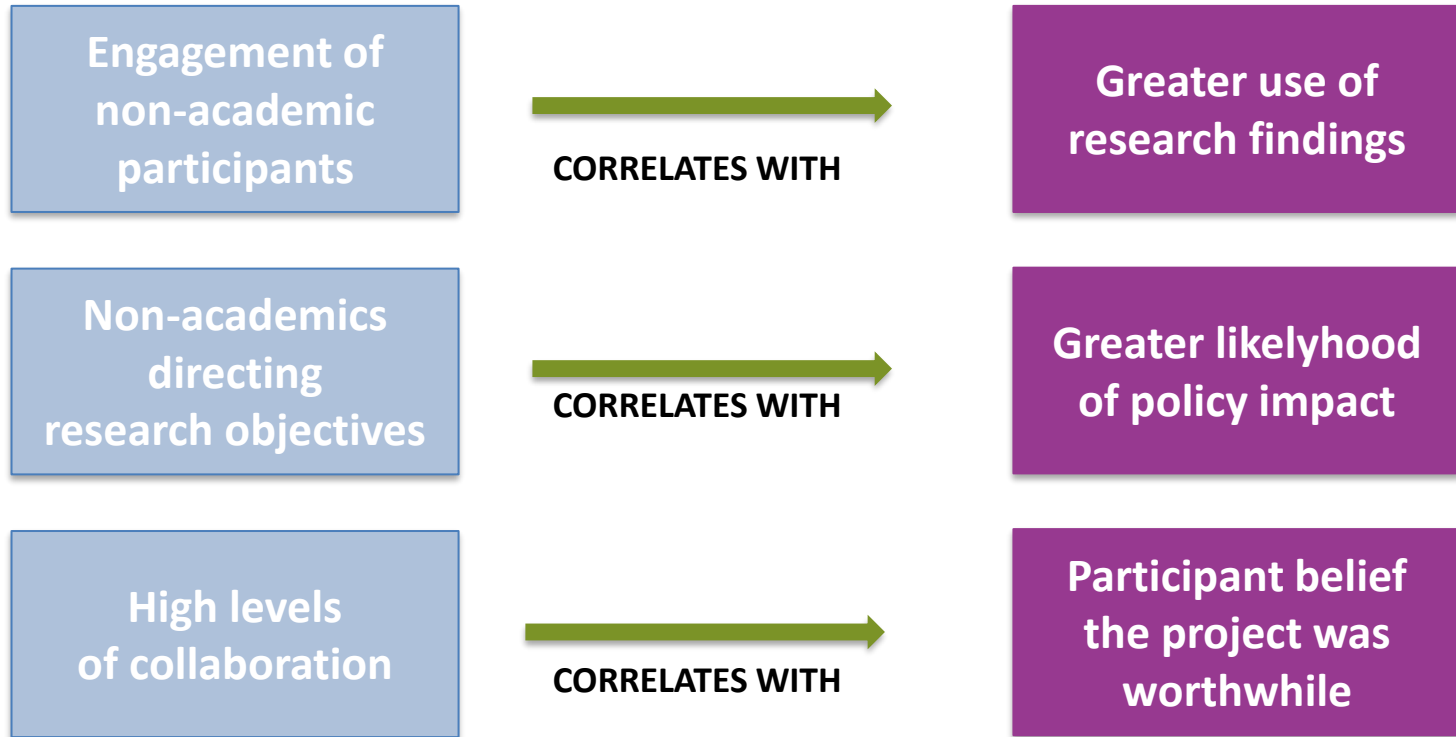 Engagement of
non-academic
participants
CORRELATES WITH
Greater use of
research findings
Non-academics
directing
research objectives
CORRELATES WITH
Greater likelyhood
of policy impact
High levels
of collaboration
CORRELATES WITH
Participant belief
the project was
worthwhile